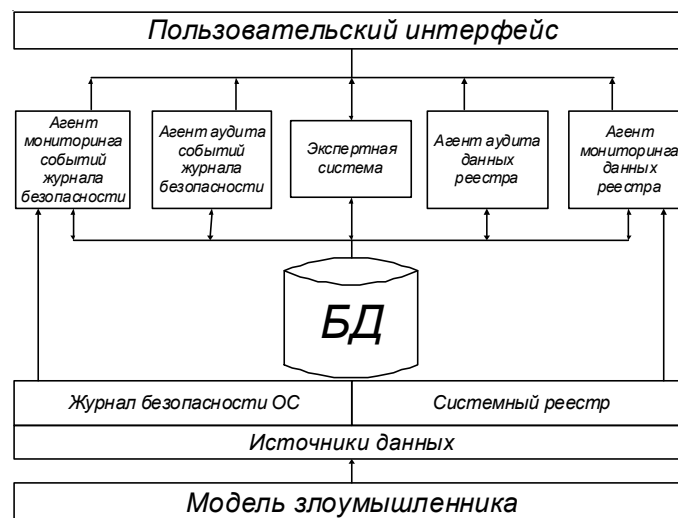 Пользовательский интерфейс
Агент
мониторинга
событий
журнала
безопасности
Агент аудита
событий
журнала
безопасности
Экспертная
система
Агент аудита
данных
реестра
Агент
мониторинга
данных
реестра
БД
Журнал безопасности ОС
Системный реестр
Источники данных
Модель злоумышленника